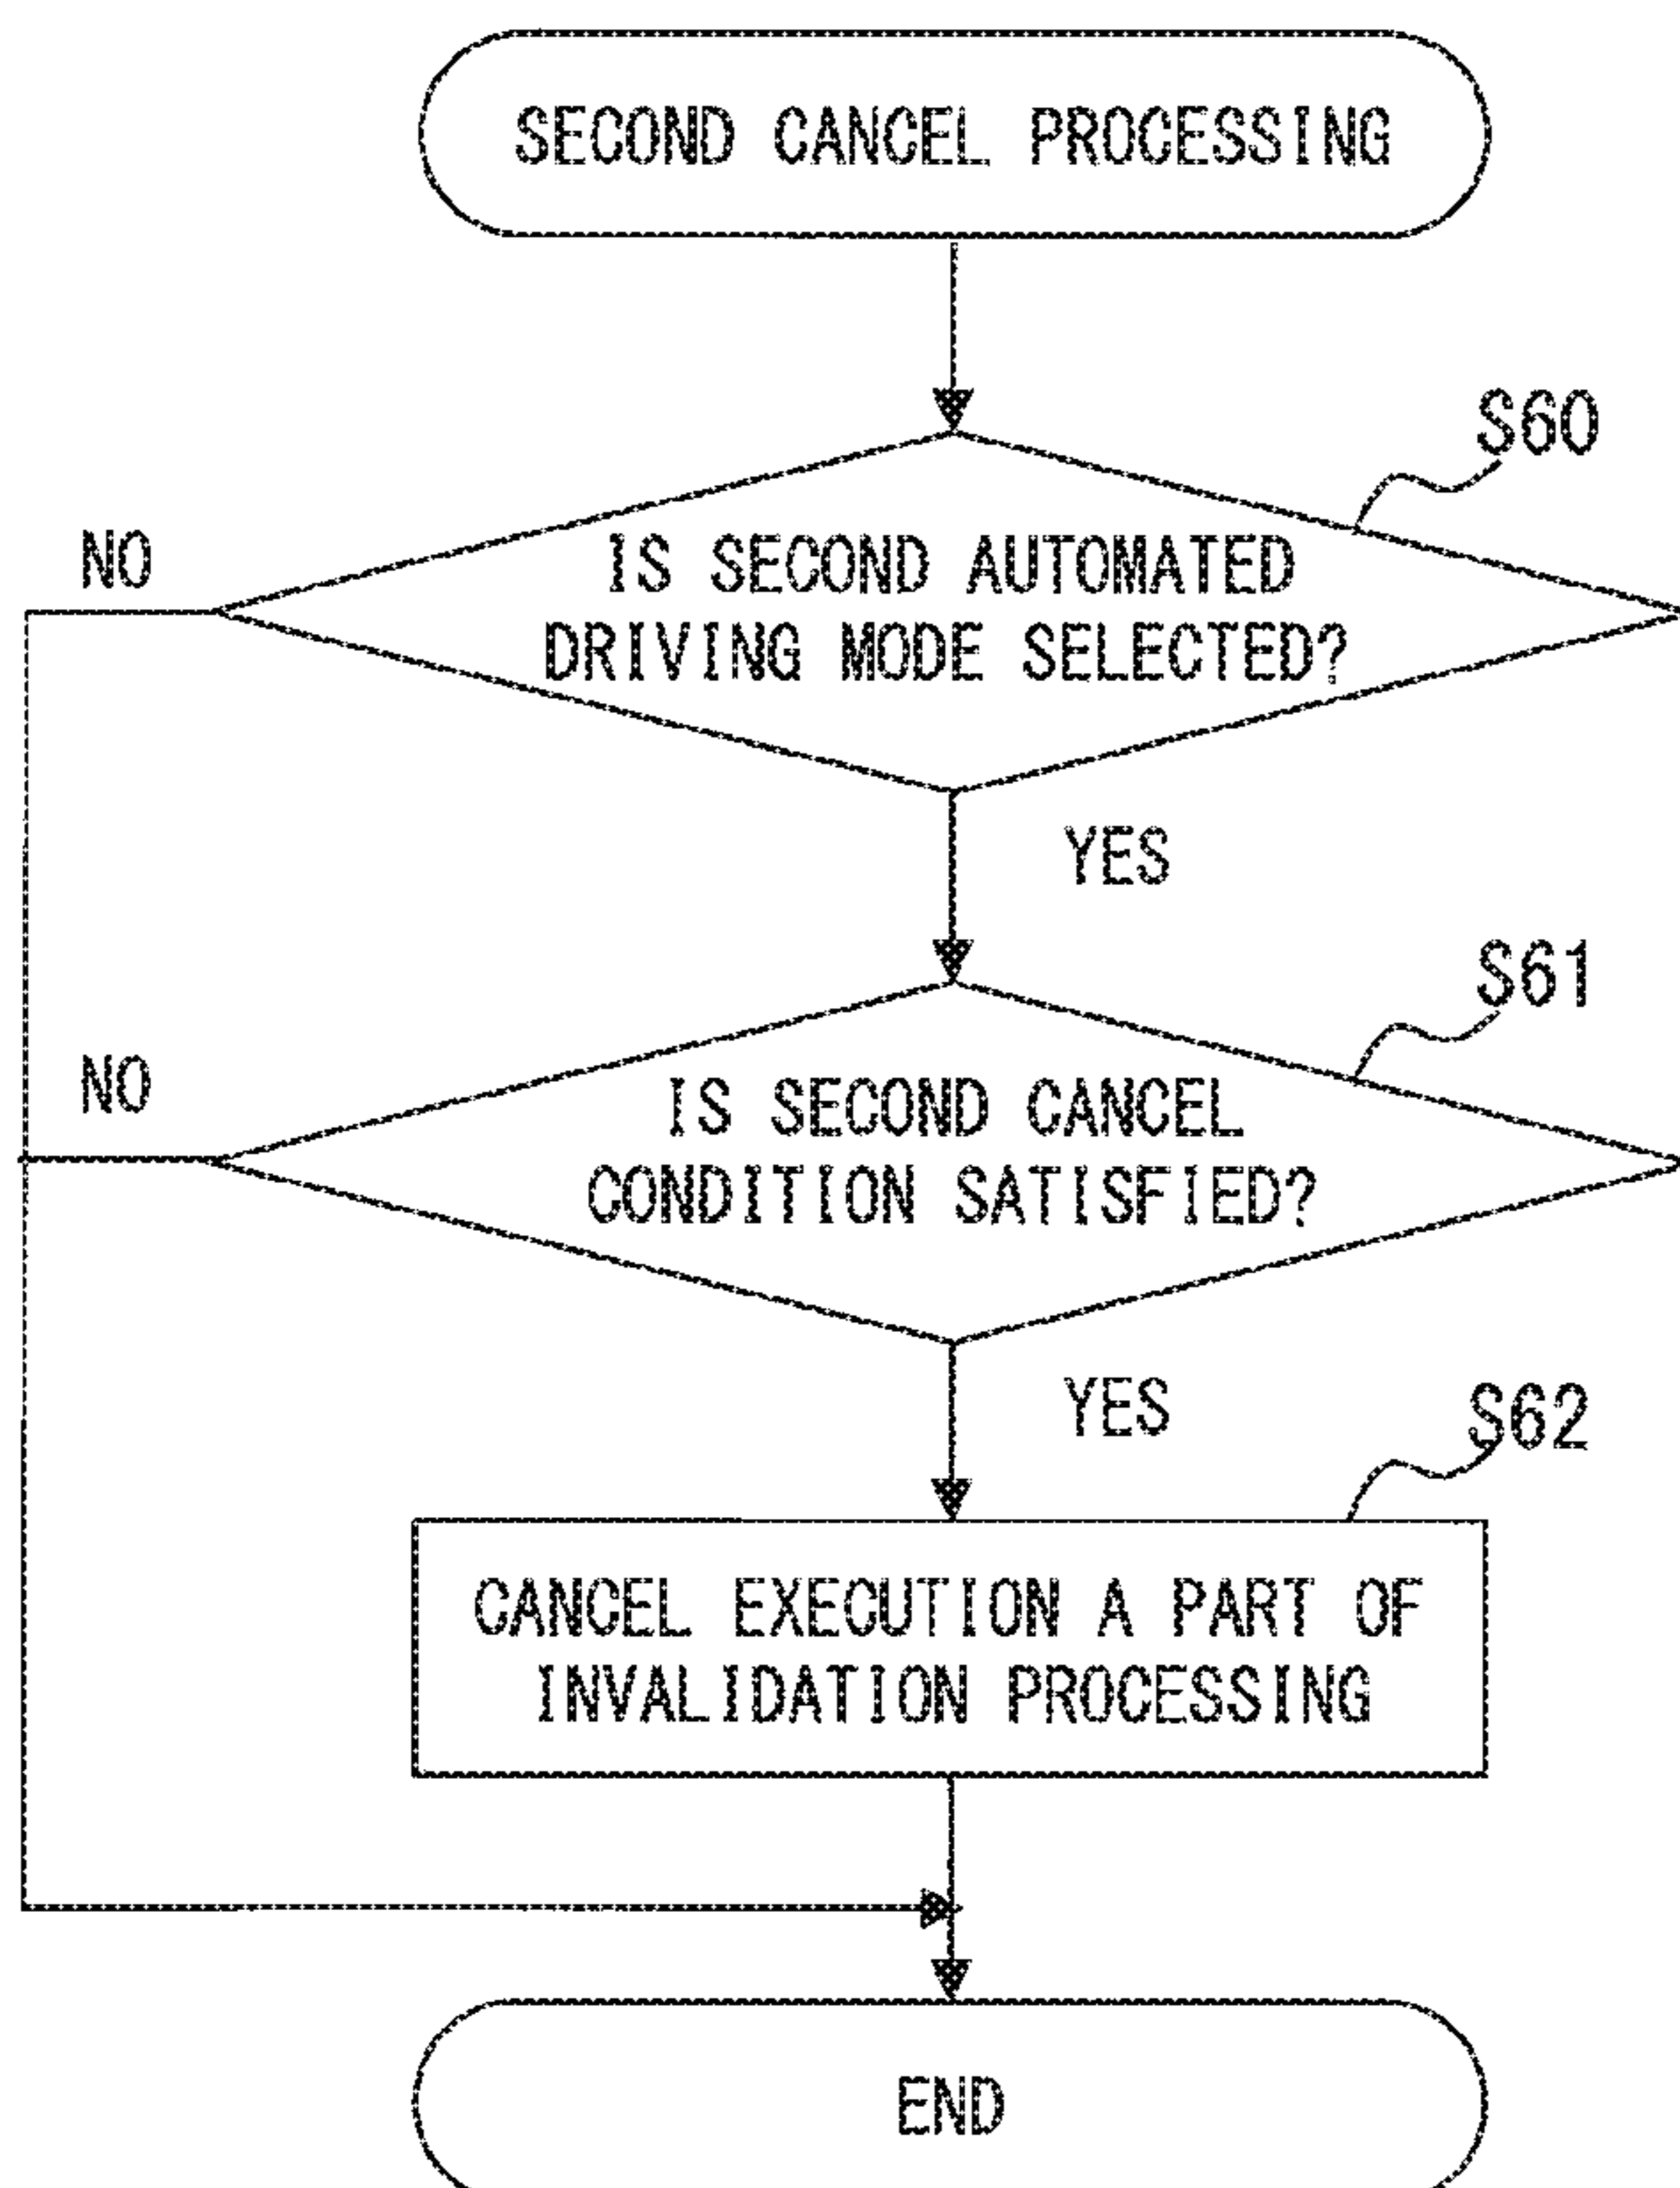 SECOND CANCEL PROCESSING
S60
NO
IS SECOND AUTOMATED
DRIVING MODE SELECTED?
YES
S61
NO
IS SECOND CANCEL
CONDITION SATISFIED?
YES
S62
CANCEL EXECUTION A PART OF
INVALIDATION PROCESSING
END